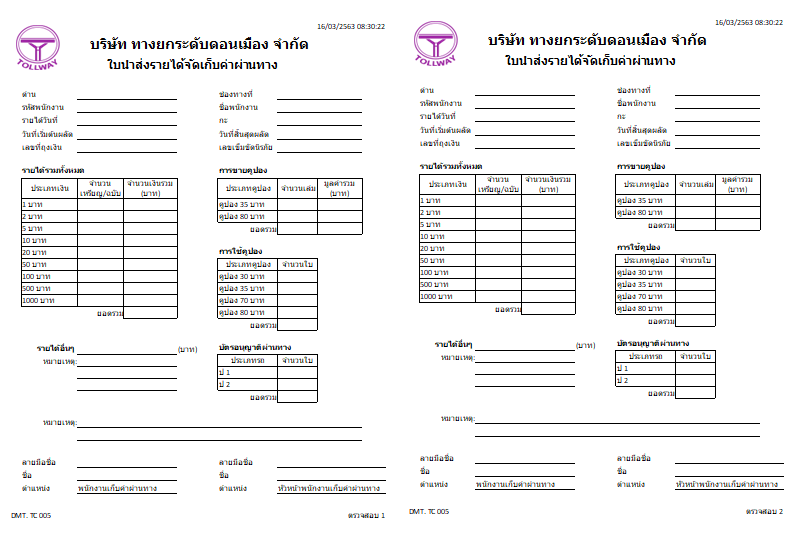 16/03/2563 08:30:22
TOLLWAY
บริษัท ทางยกระดับดอนเมือง จำกัด
ใบนำส่งรายได้จัดเก็บค่าผ่านทาง
ด่าน ช่องทางที่
รหัสพนักงาน ชื่อพนักงาน
รายได้วันที่ กะ
วันที่เริ่มต้นผลัด วันที่สิ้นสุดผลัด
เลขที่ถุงเงิน เลขเข็มขัดนิรภัย
รายได้รวมทั้งหมด การขายคูปอง
ประเภทเงิน จำนวนเหรียญ/ฉบับ จำนวนเงินรวม (บาท) ประเภทคูปอง จำนวนเล่ม มูลค่ารวม (บาท)
1 บาท คูปอง 35 บาท
2 บาท คูปอง 80 บาท
5 บาท ยอดรวม
10 บาท
20 บาท การใช้คูปอง
50 บาท ประเภทคูปอง จำนวนใบ
100 บาท คูปอง 30 บาท
500 บาท คูปอง 35 บาท
1000 บาท คูปอง 70 บาท
ยอดรวม คูปอง 80 บาท
ยอดรวม
รายได้อื่นๆ (บาท) บัตรอนุญาติผ่านทาง
หมายเหตุ: ประเภทรถ จำนวนใบ
ป 1
ป 2
ยอดรวม
หมายเหตุ:
ลายมือชื่อ ลายมือชื่อ
ชื่อ ชื่อ
ตำแหน่ง พนักงานเก็บค่าผ่านทาง ตำแหน่ง หัวหน้าพนักงานเก็บค่าผ่านทาง
DMT. TC 005 ตรวจสอบ 1
16/03/2563 08:30:22
TOLLWAY
บริษัท ทางยกระดับดอนเมือง จำกัด
ใบนำส่งรายได้จัดเก็บค่าผ่านทาง
ด่าน ช่องทางที่
รหัสพนักงาน ชื่อพนักงาน
รายได้วันที่ กะ
วันที่เริ่มต้นผลัด วันที่สิ้นสุดผลัด
เลขที่ถุงเงิน เลขเข็มขัดนิรภัย
รายได้รวมทั้งหมด การขายคูปอง
ประเภทเงิน จำนวนเหรียญ/ฉบับ จำนวนเงินรวม (บาท) ประเภทคูปอง จำนวนเล่ม มูลค่ารวม (บาท)
1 บาท คูปอง 35 บาท
2 บาท คูปอง 80 บาท
5 บาท ยอดรวม
10 บาท
20 บาท การใช้คูปอง
50 บาท ประเภทคูปอง จำนวนใบ
100 บาท คูปอง 30 บาท
500 บาท คูปอง 35 บาท
1000 บาท คูปอง 70 บาท
ยอดรวม คูปอง 80 บาท
ยอดรวม
รายได้อื่นๆ (บาท) บัตรอนุญาติผ่านทาง
หมายเหตุ: ประเภทรถ จำนวนใบ
ป 1
ป 2
ยอดรวม
หมายเหตุ:
ลายมือชื่อ ลายมือชื่อ
ชื่อ ชื่อ
ตำแหน่ง พนักงานเก็บค่าผ่านทาง ตำแหน่ง หัวหน้าพนักงานเก็บค่าผ่านทาง
DMT. TC 005 ตรวจสอบ 2